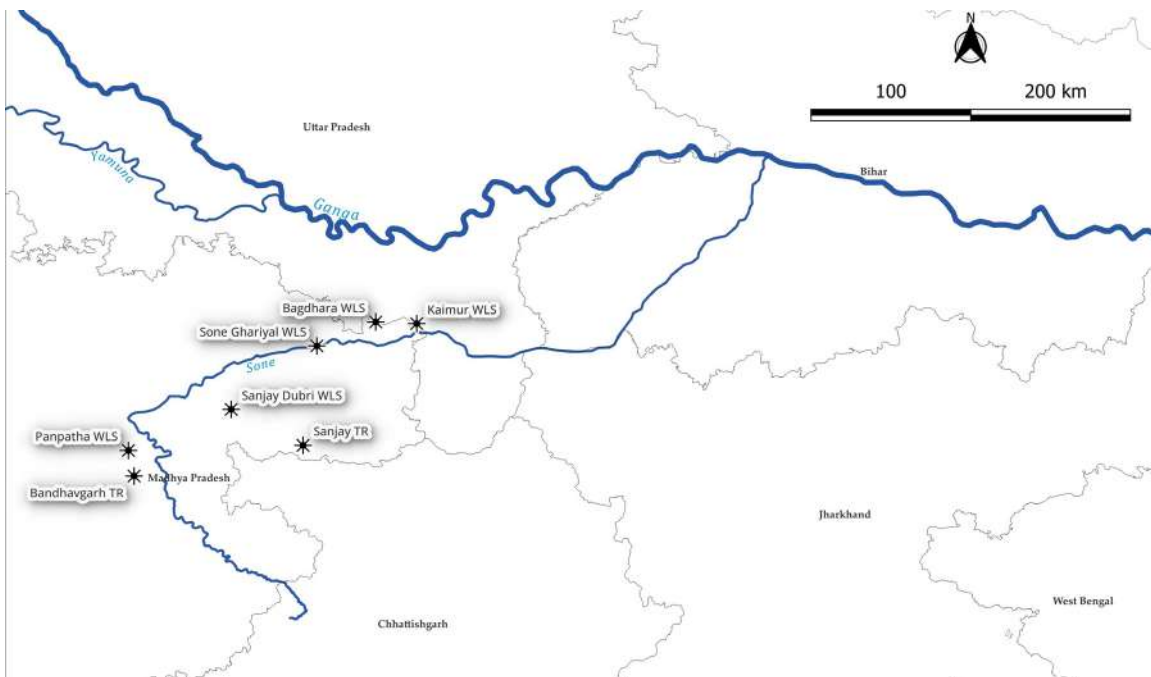 N
100
200 km
Uttar Pradesh
Yamuna
Ganga
Bihar
Bagdhara WLS
Kaimur WLS
Sone Ghariyal WLS
Sone
Sanjay Dubri WLS
Panpatha WLS
Sanjay TR
Madhya Pradesh
Bandhavgarh TR
Jharkhand
West Bengal
Chhattishgarh